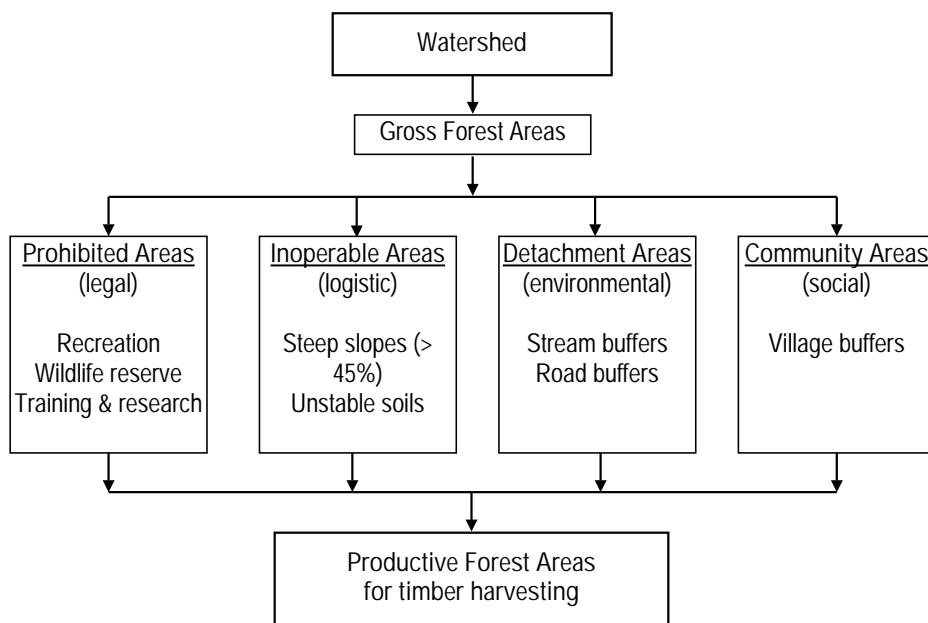 Watershed
Gross Forest Areas
Prohibited Areas
(legal)
Recreation
Wildlife reserve
Training & research
Inoperable Areas
(logistic)
Steep slopes (>
45%)
Unstable soils
Detachment Areas
(environmental)
Stream buffers
Road buffers
Community Areas
(social)
Village buffers
Productive Forest Areas
for timber harvesting